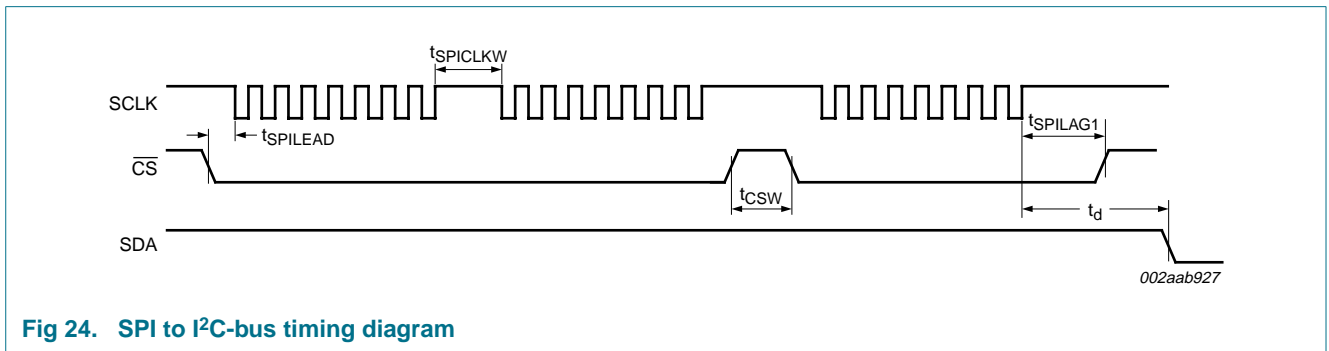 tSPICLKW
SCLK
tSPILEAD
tSPILAG1
CS
tCSW
td
SDA
002aab927
Fig 24. SPI to I2C-bus timing diagram